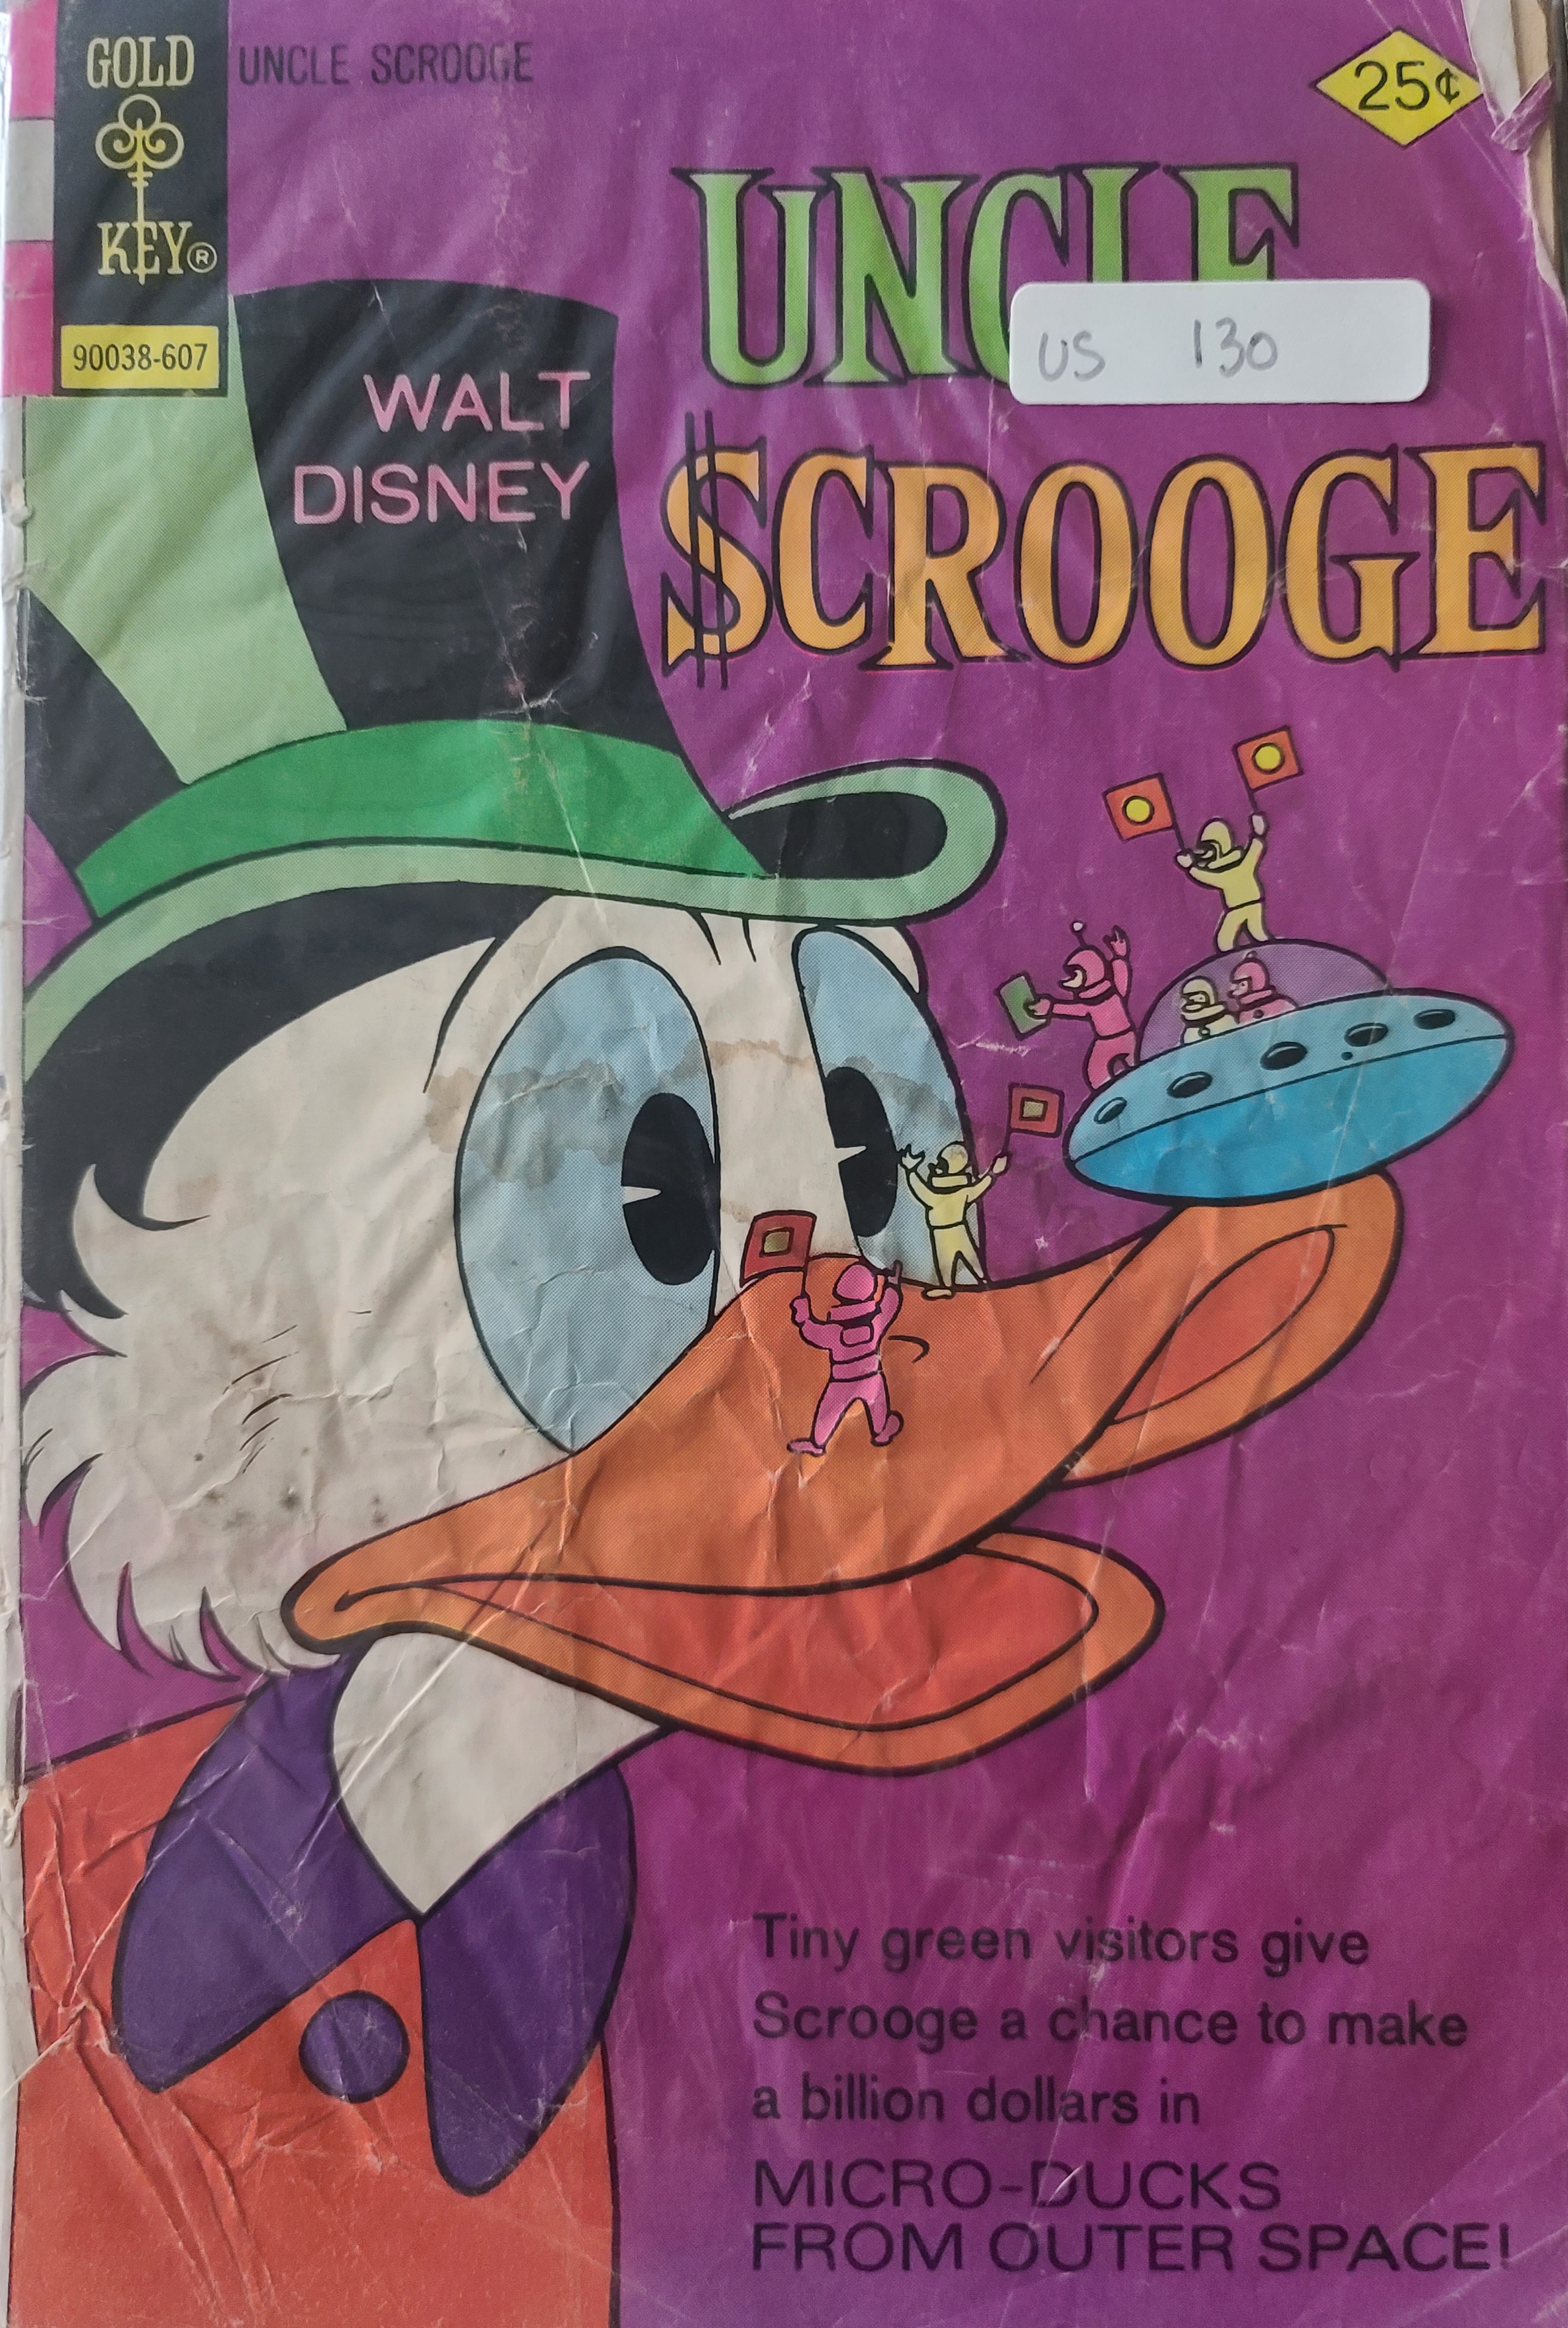 GOLD
KEY®
UNCLE SCROOGE
25¢
90038-607
WALT
DISNEY
UNCLE
$CROOGE
US 130
Tiny green visitors give
Scrooge a chance to make
a billion dollars in
MICRO-DUCKS
FROM OUTER SPACE!